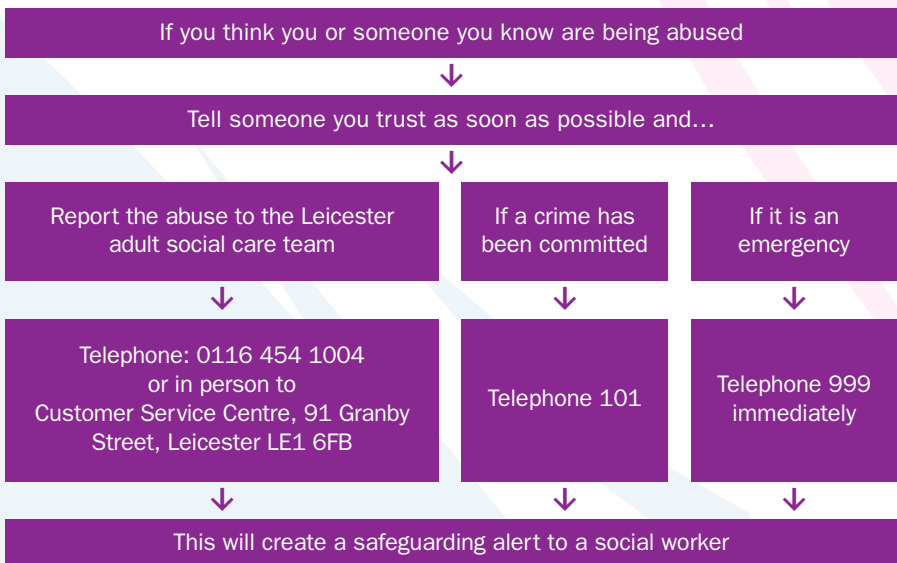 If you think you or someone you know are being abused
Tell someone you trust as soon as possible and...
Report the abuse to the Leicester
adult social care team
If a crime has
been committed
If it is an
emergency
Telephone: 0116 454 1004
or in person to
Customer Service Centre, 91 Granby
Street, Leicester LE1 6FB
Telephone 101
Telephone 999
immediately
This will create a safeguarding alert to a social worker